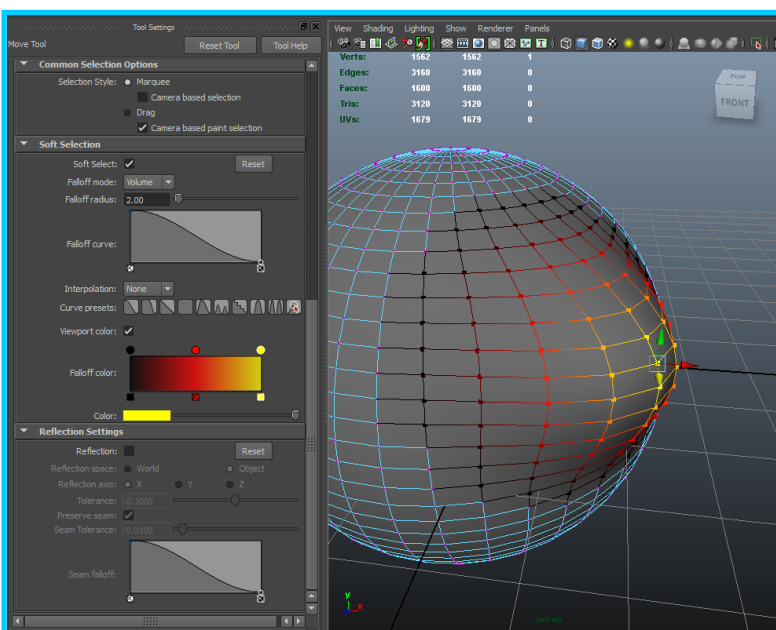 Tool Settings
Move Tool
Reset Tool
Tool Help
Common Selection Options
Selection Style: Marquee
Camera based selection
Drag
Camera based paint selection
Soft Selection
Soft Select:
Reset
Falloff mode: Volume
Falloff radius: 2.00
Falloff curve:
Interpolation: None
Curve presets:
Viewport color:
Falloff color:
Color:
Reflection Settings
Reflection:
Reset
Reflection space: World Object
Reflection axis: X Y Z
Tolerance: 0.1000
Preserve seam:
Seam Tolerance: 0.0100
Seam falloff:
View Shading Lighting Show Renderer Panels
Verts: 1562 1562 1
Edges: 3160 3160 0
Faces: 1600 1600 0
Tris: 3120 3120 0
UVs: 1679 1679 0
TOP
FRONT
y
x
persp